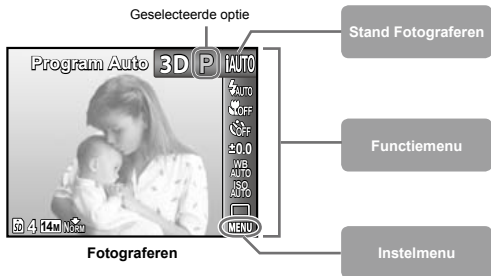 Geselecteerde optie
Stand Fotograferen
Program Auto 3D P iAUTO
AUTO
OFF
OFF
±0.0
Functiemenu
WB
AUTO
ISO
AUTO
4 14M NORM
MENU
Fotograferen
Instelmenu